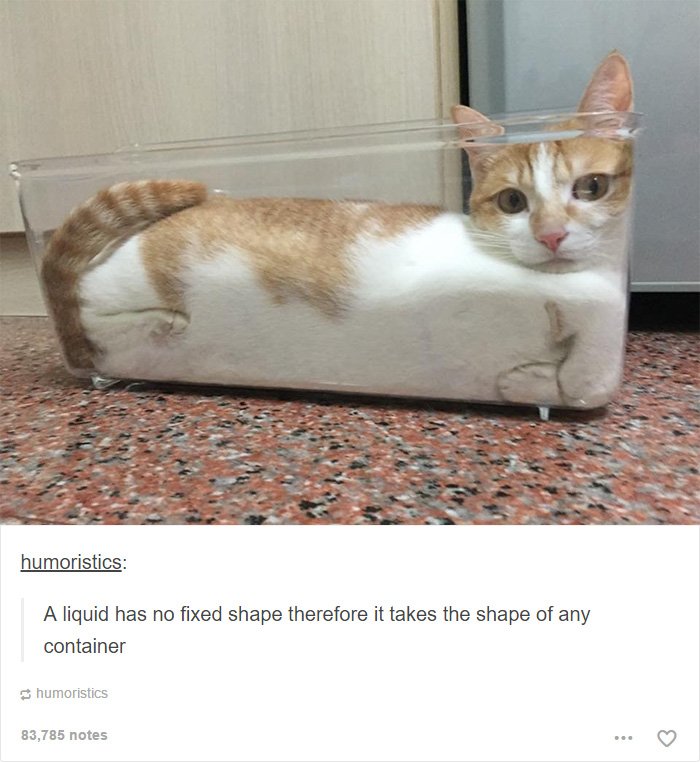 humoristics:
A liquid has no fixed shape therefore it takes the shape of any
container
humoristics
83,785 notes